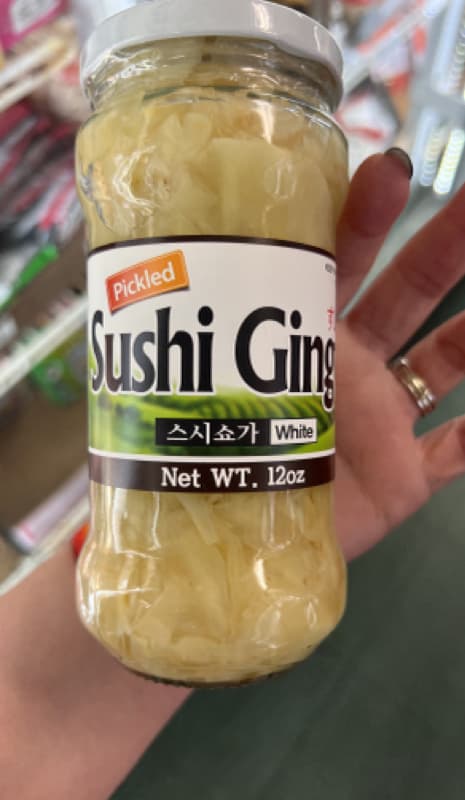 Pickled
Sushi Ging
스시쇼가 White
Net WT. 12oz